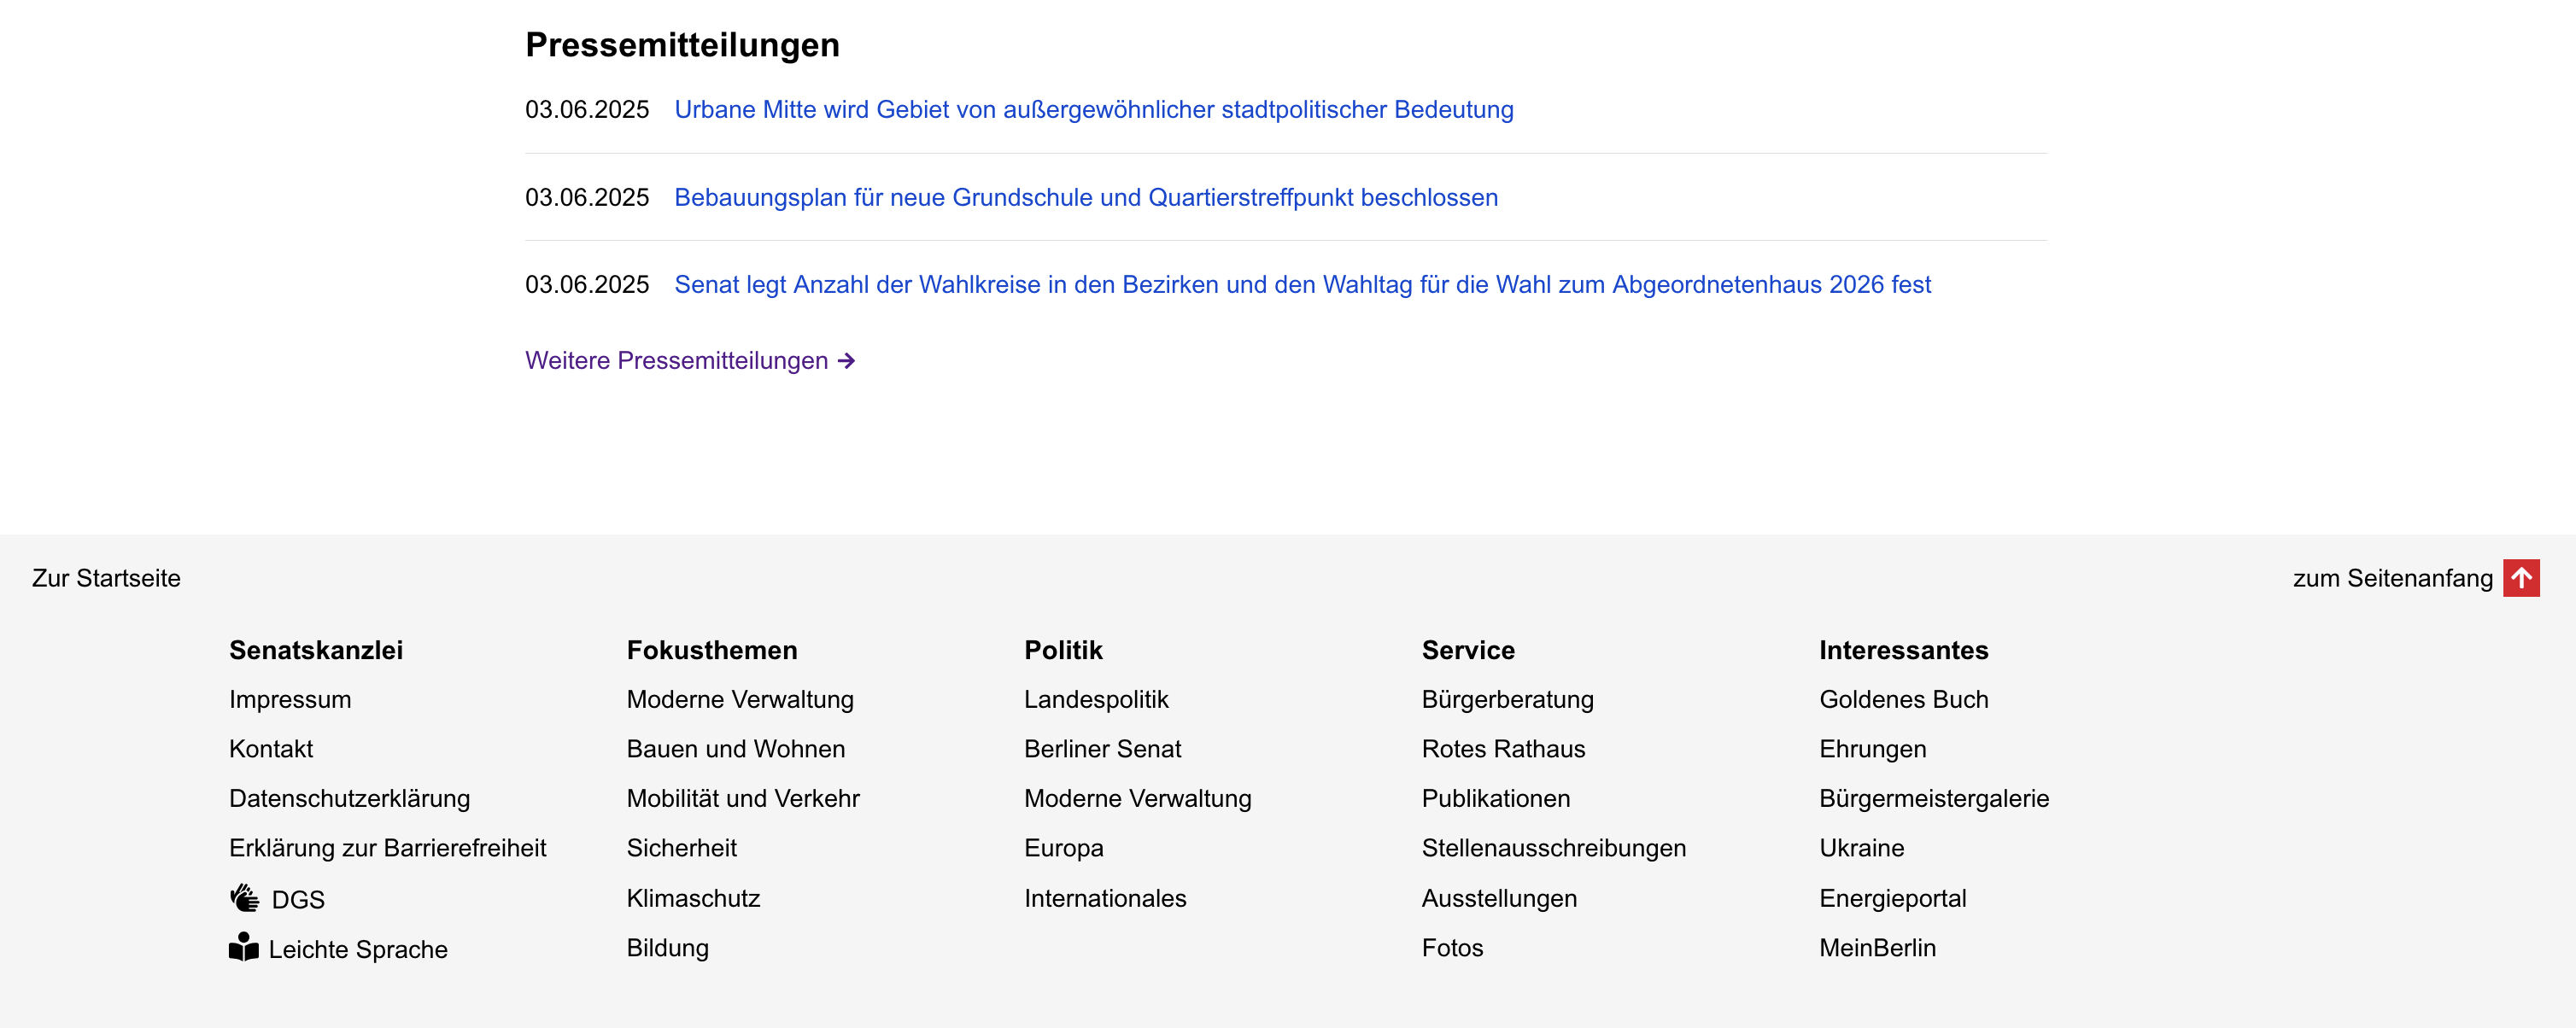 Pressemitteilungen
03.06.2025 Urbane Mitte wird Gebiet von außergewöhnlicher stadtpolitischer Bedeutung
03.06.2025 Bebauungsplan für neue Grundschule und Quartierstreffpunkt beschlossen
03.06.2025 Senat legt Anzahl der Wahlkreise in den Bezirken und den Wahltag für die Wahl zum Abgeordnetenhaus 2026 fest
Weitere Pressemitteilungen
Zur Startseite
zum Seitenanfang
Senatskanzlei
Impressum
Kontakt
Datenschutzerklärung
Erklärung zur Barrierefreiheit
DGS
Leichte Sprache
Fokusthemen
Moderne Verwaltung
Bauen und Wohnen
Mobilität und Verkehr
Sicherheit
Klimaschutz
Bildung
Politik
Landespolitik
Berliner Senat
Moderne Verwaltung
Europa
Internationales
Service
Bürgerberatung
Rotes Rathaus
Publikationen
Stellenausschreibungen
Ausstellungen
Fotos
Interessantes
Goldenes Buch
Ehrungen
Bürgermeistergalerie
Ukraine
Energieportal
MeinBerlin